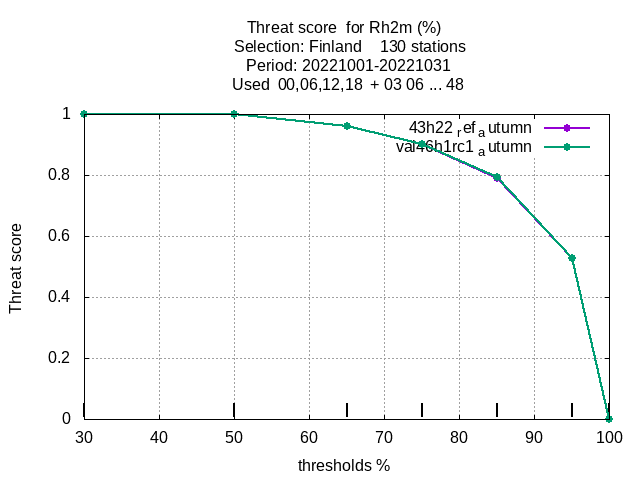 Threat score for Rh2m (%)
Selection: Finland 130 stations
Period: 20221001-20221031
Used 00,06,12,18 + 03 06 ... 48
43h22 ref a utumn
val46h1rc1 a utumn
Threat score
1
0.8
0.6
0.4
0.2
0
30 40 50 60 70 80 90 100
thresholds %